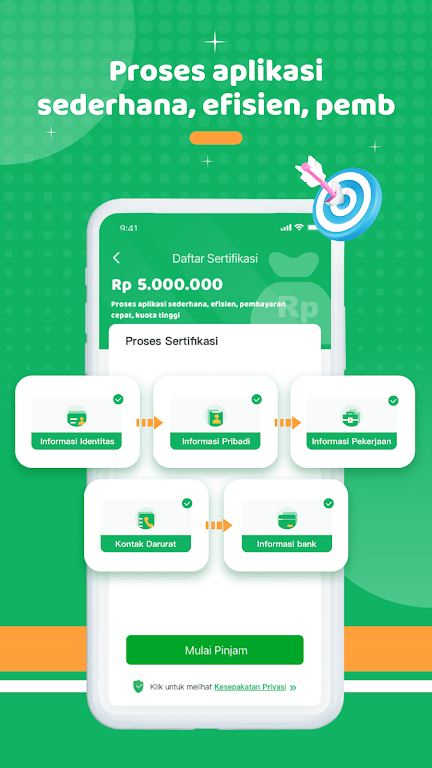 Proses aplikasi
sederhana, efisien, pemb
9:41
Daftar Sertifikasi
Rp 5.000.000
Proses aplikasi sederhana, efisien, pembayaran
cepat, kuota tinggi
Rp
Proses Sertifikasi
Informasi Identitas
Informasi Pribadi
Informasi Pekerjaan
Kontak Darurat
Informasi bank
Mulai Pinjam
Klik untuk melihat Kesepakatan Privasi »